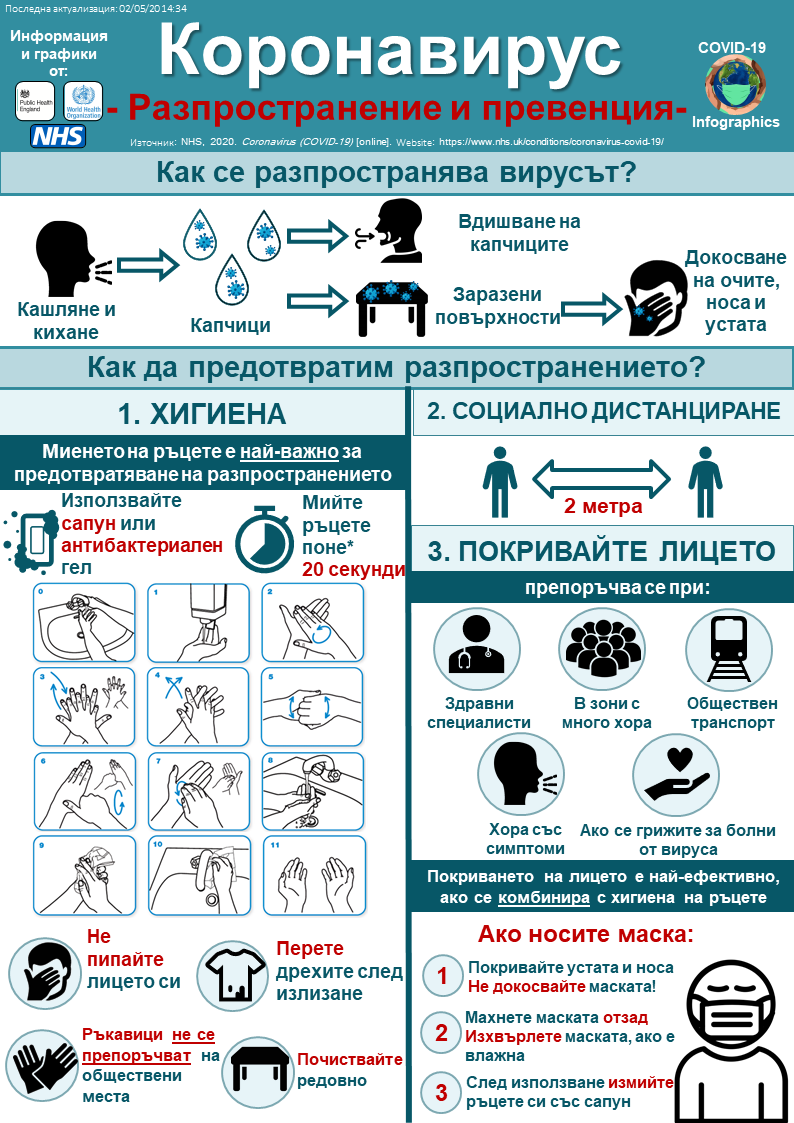 Последна актуализация: 02/05/2014:34
Информация
и графики
от:
Public Health
England
World Health
Organization
NHS
Коронавирус
- Разпространение и превенция-
COVID-19
Infographics
Източник: NHS, 2020. Coronavirus (COVID-19) [online]. Website: https://www.nhs.uk/conditions/coronavirus-covid-19/
Как се разпространява вирусът?
Кашляне и
кихане
Капчици
Вдишване на
капчиците
Заразени
повърхности
Докосване
на очите,
носа и
устата
Как да предотвратим разпространението?
1. ХИГИЕНА
Миенето на ръцете е най-важно за
предотвратяване на разпространението
Използвайте
сапун или
антибактериален
гел
Мийте
ръцете
поне*
20 секунди
0
1
2
3
4
5
6
7
8
9
10
11
Не
пипайте
лицето си
Перете
дрехите след
излизане
Ръкавици не се
препоръчват на
обществени
места
Почиствайте
редовно
2. СОЦИАЛНО ДИСТАНЦИРАНЕ
2 метра
3. ПОКРИВАЙТЕ ЛИЦЕТО
препоръчва се при:
Здравни
специалисти
В зони с
много хора
Обществен
транспорт
Хора със
симптоми
Ако се грижите за болни
от вируса
Покриването на лицето е най-ефективно,
ако се комбинира с хигиена на ръцете
Ако носите маска:
1
Покривайте устата и носа
Не докосвайте маската!
2
Махнете маската отзад
Изхвърлете маската, ако е
влажна
3
След използване измийте
ръцете си със сапун